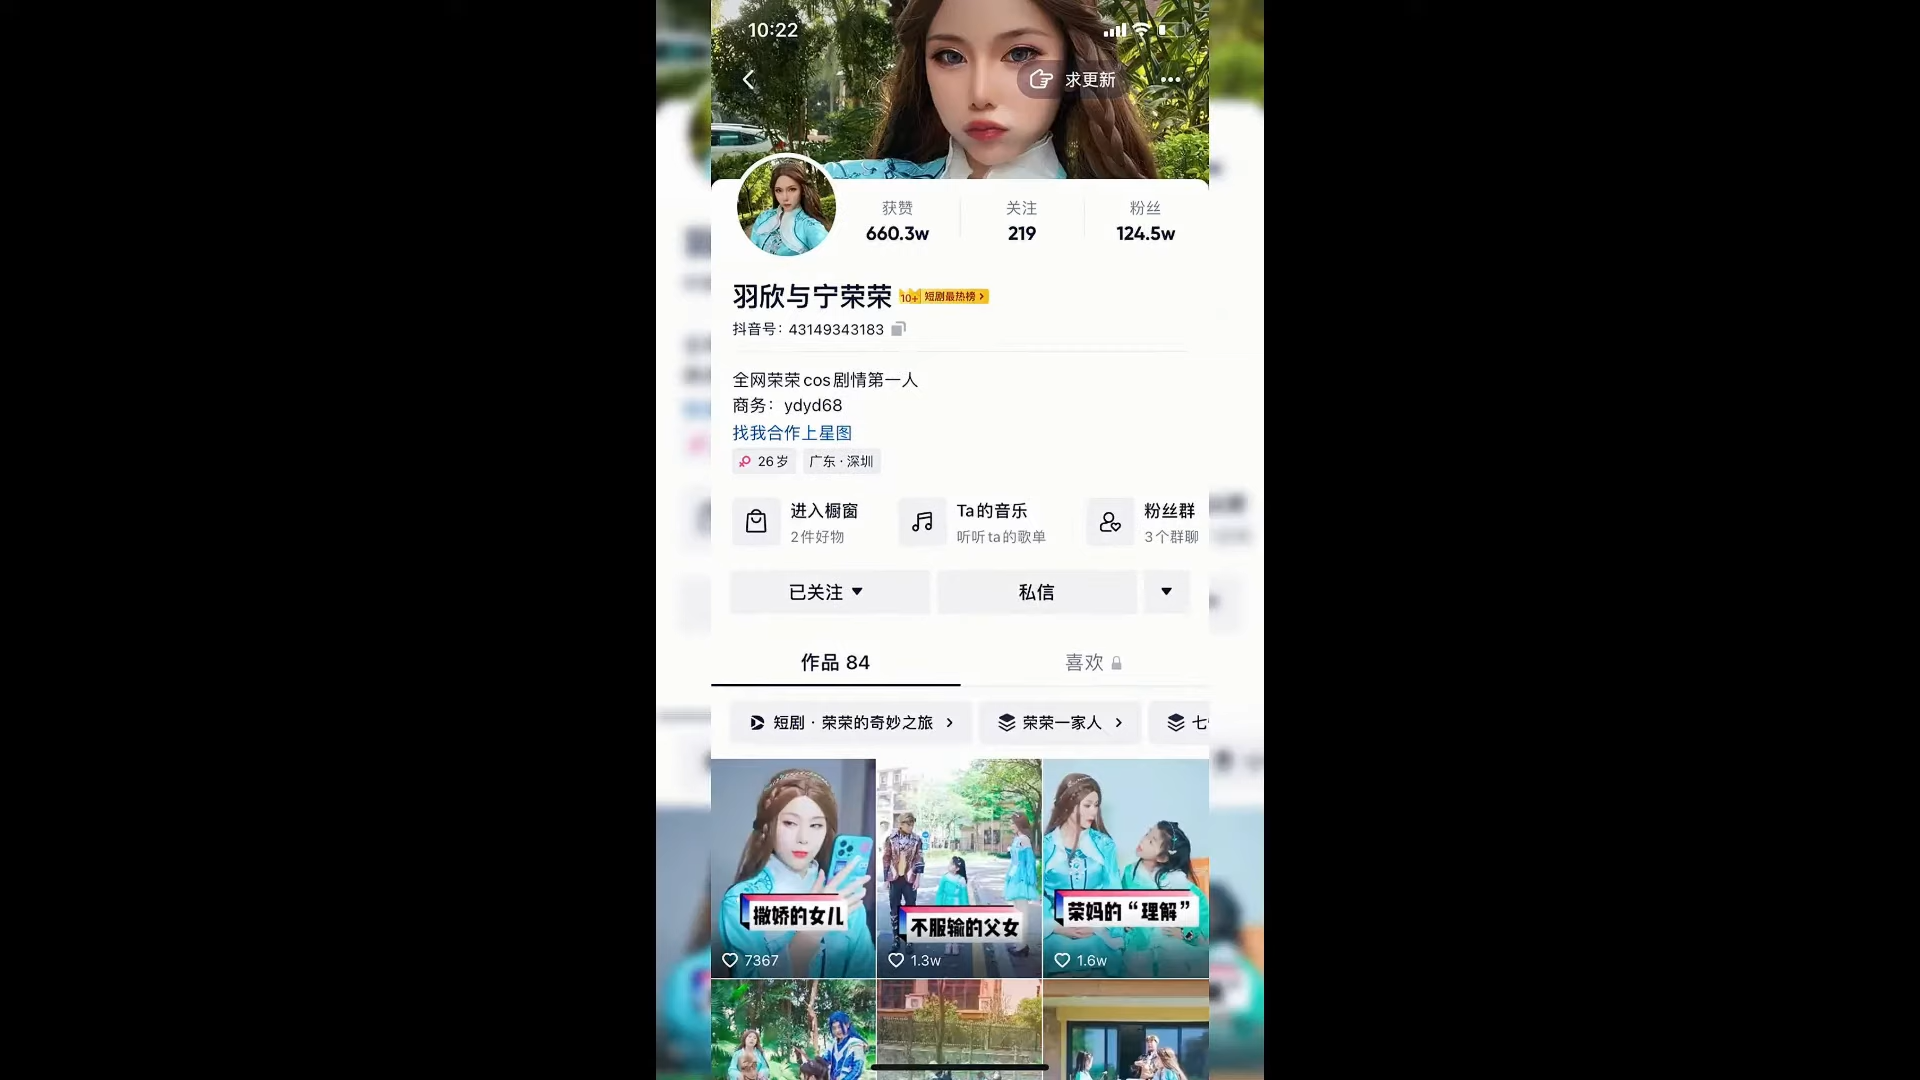 10:22
求更新
获赞
660.3w
关注
219
粉丝
124.5w
羽欣与宁荣荣
10+ 短剧最热榜
抖音号：43149343183
全网荣荣cos剧情第一人
商务：ydyd68
找我合作上星图
26岁
广东·深圳
进入橱窗
2件好物
Ta的音乐
听听ta的歌单
粉丝群
3个群聊
已关注
私信
作品 84
喜欢
短剧·荣荣的奇妙之旅
荣荣一家人
七
撒娇的女儿
不服输的父女
荣妈的“理解”
7367
1.3w
1.6w